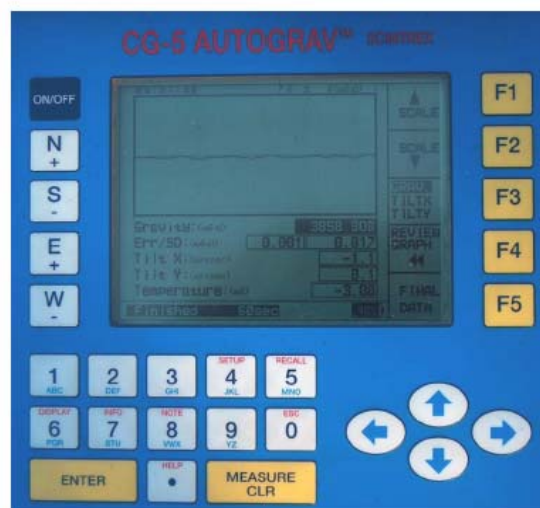 CG-5 AUTOGRAV™ SCINTREX
ON/OFF
N
+
S
-
E
+
W
-
SCALE
SCALE
TILTX
TILTY
REVIEW
GRAPH
FINAL
DATA
Gravity:
Err/SD: 0.001 0.017
Tilt X: -1.1
Tilt Y:
Temperature: -3.00
Finished 60sec
F1
F2
F3
F4
F5
SETUP RECALL
1 2 3 4 5
ABC DEF GHI JKL MNO
DISPLAY INFO NOTE ESC
6 7 8 9 0
PQR STU VWX YZ
HELP
ENTER • MEASURE
CLR